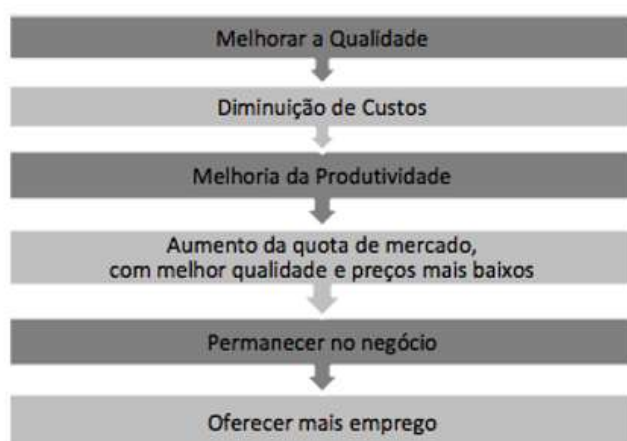 Melhorar a Qualidade
Diminuição de Custos
Melhoria da Produtividade
Aumento da quota de mercado,
com melhor qualidade e preços mais baixos
Permanecer no negócio
Oferecer mais emprego